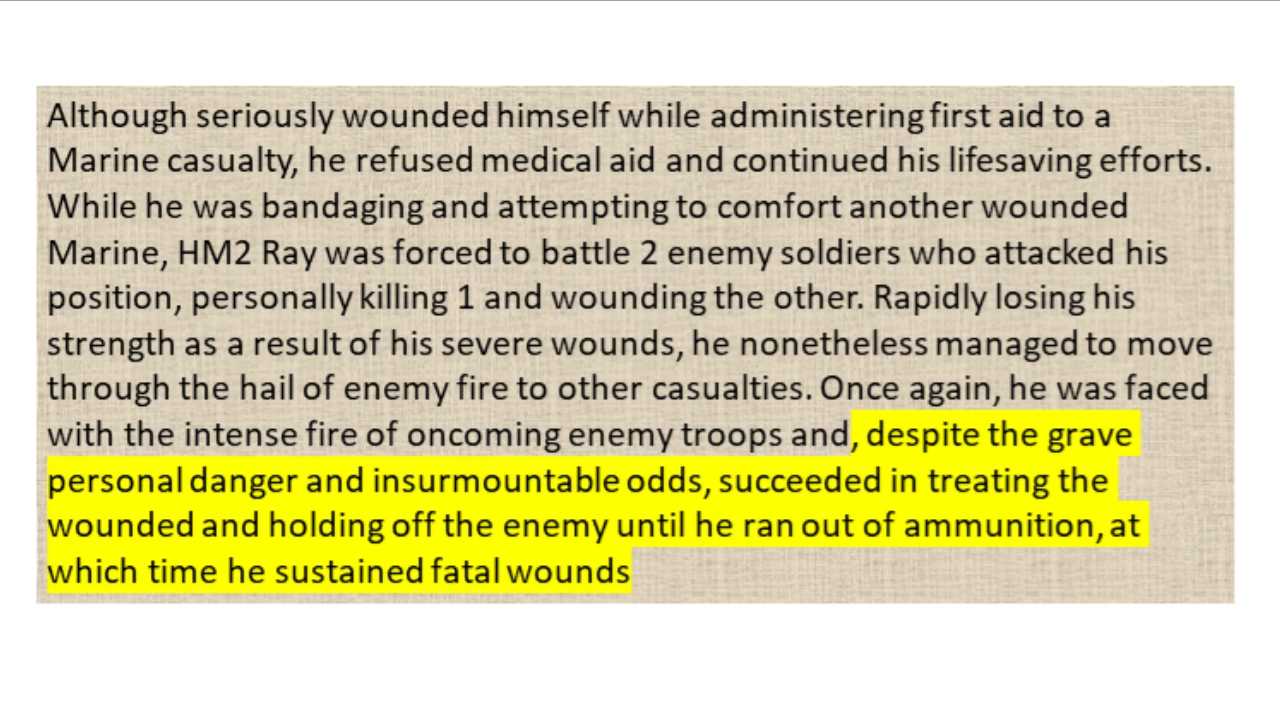 Although seriously wounded himself while administering first aid to a
Marine casualty, he refused medical aid and continued his lifesaving efforts.
While he was bandaging and attempting to comfort another wounded
Marine, HM2 Ray was forced to battle 2 enemy soldiers who attacked his
position, personally killing 1 and wounding the other. Rapidly losing his
strength as a result of his severe wounds, he nonetheless managed to move
through the hail of enemy fire to other casualties. Once again, he was faced
with the intense fire of oncoming enemy troops and, despite the grave
personal danger and insurmountable odds, succeeded in treating the
wounded and holding off the enemy until he ran out of ammunition, at
which time he sustained fatal wounds